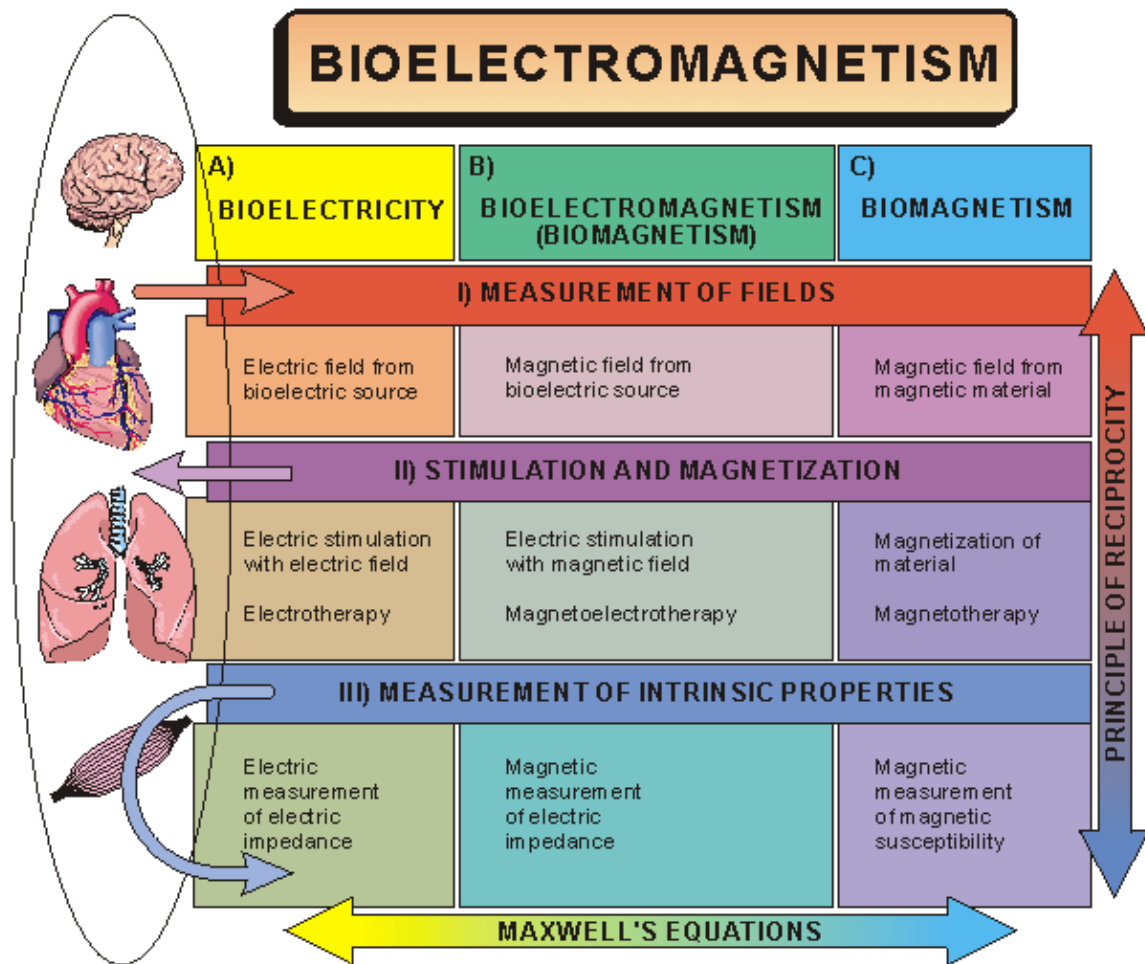 BIOELECTROMAGNETISM
A)
BIOELECTRICITY
B)
BIOELECTROMAGNETISM
(BIOMAGNETISM)
C)
BIOMAGNETISM
I) MEASUREMENT OF FIELDS
Electric field from
bioelectric source
Magnetic field from
bioelectric source
Magnetic field from
magnetic material
II) STIMULATION AND MAGNETIZATION
Electric stimulation
with electric field
Electrotherapy
Electric stimulation
with magnetic field
Magnetoelectrotherapy
Magnetization of
material
Magnetotherapy
III) MEASUREMENT OF INTRINSIC PROPERTIES
Electric
measurement
of electric
impedance
Magnetic
measurement
of electric
impedance
Magnetic
measurement
of magnetic
susceptibility
PRINCIPLE OF RECIPROCITY
MAXWELL'S EQUATIONS